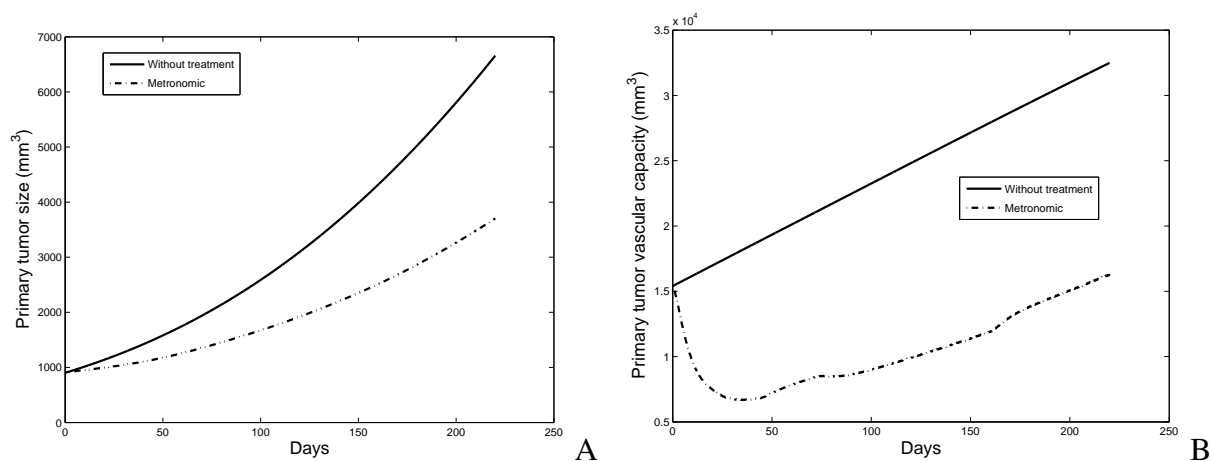 7000
6000
5000
4000
3000
2000
1000
0
Primary tumor size (mm³)
Without treatment
Metronomic
0 50 100 150 200 250
Days
A
x 10⁴
3.5
3
2.5
2
1.5
1
0.5
Primary tumor vascular capacity (mm³)
Without treatment
Metronomic
0 50 100 150 200 250
Days
B